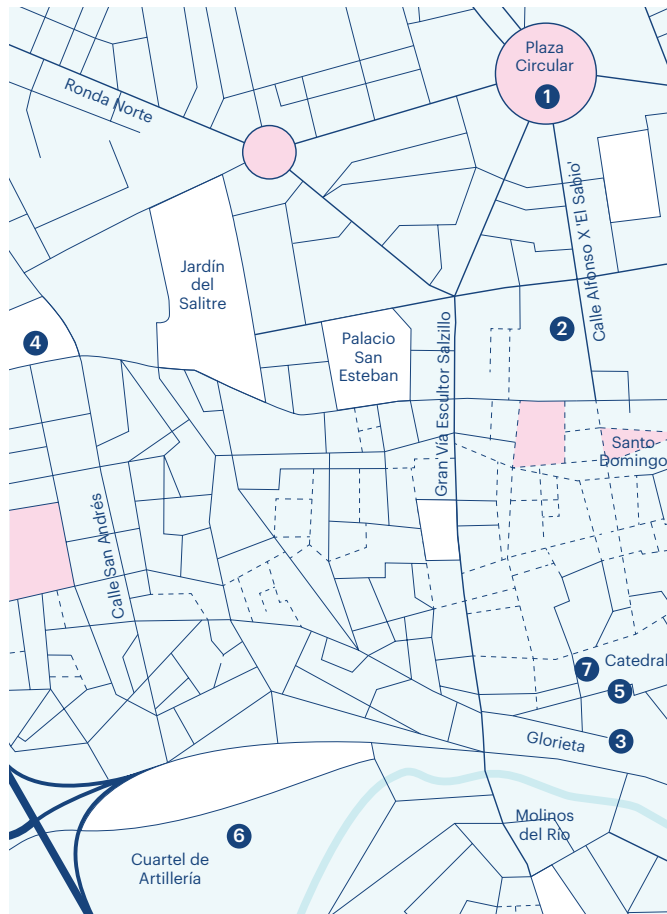 Plaza
Circular
1
Ronda Norte
Calle Alfonso X 'El Sabio'
Jardín
del
Salitre
Gran Vía Escultor Salzillo
2
4
Palacio
San
Esteban
Santo
Domingo
Calle San Andrés
7
Catedral
5
Glorieta
3
Molinos
del Río
6
Cuartel de
Artillería